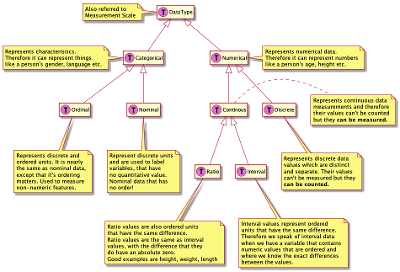 Also referred to
Measurement Scale
T DataType
Represents characteristics.
Therefore it can represent things
like a person's gender, language etc.
T Categorical
T Numerical
Represents numerical data.
Therefore it can represent numbers
like a person's age, height etc.
T Ordinal
T Nominal
T Continous
T Discrete
Represents continuous data
measurements and therefore
their values can't be counted
but they can be measured.
Represents discrete and
ordered units. It is nearly
the same as nominal data,
except that it's ordering
matters. Used to measure
non-numeric features.
Represent discrete units
and are used to label
variables, that have
no quantitative value.
Nominal data that has
no order!
T Ratio
T Interval
Represents discrete data
values which are distinct
and separate. Their values
can't be measured but they
can be counted.
Ratio values are also ordered units
that have the same difference.
Ratio values are the same as interval
values, with the difference that they
do have an absolute zero.
Good examples are height, weight, length
Interval values represent ordered
units that have the same difference.
Therefore we speak of interval data
when we have a variable that contains
numeric values that are ordered and
where we know the exact differences
between the values.